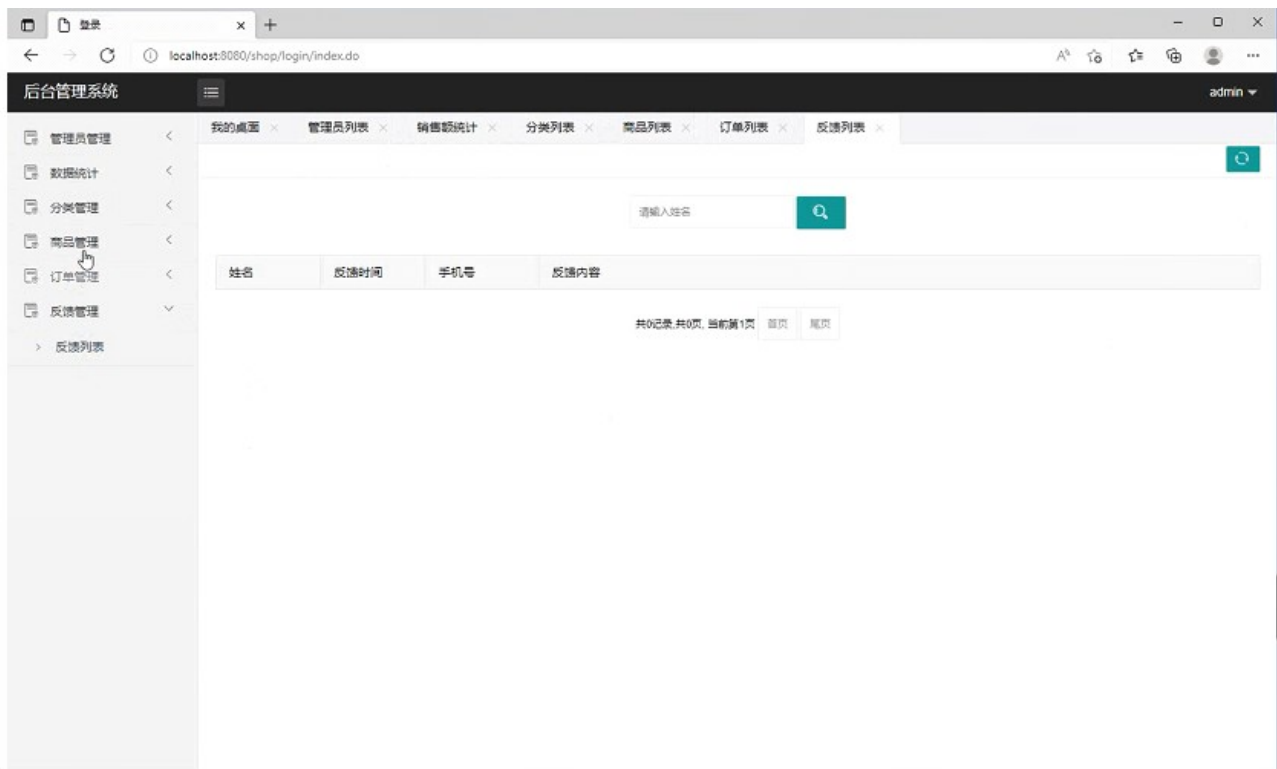 登录
localhost:8080/shop/login/index.do
后台管理系统
admin
我的桌面 管理员列表 销售额统计 分类列表 商品列表 订单列表 反馈列表
管理员管理
数据统计
分类管理
商品管理
订单管理
反馈管理
反馈列表
请输入姓名
姓名 反馈时间 手机号 反馈内容
共0记录,共0页, 当前第1页 首页 尾页